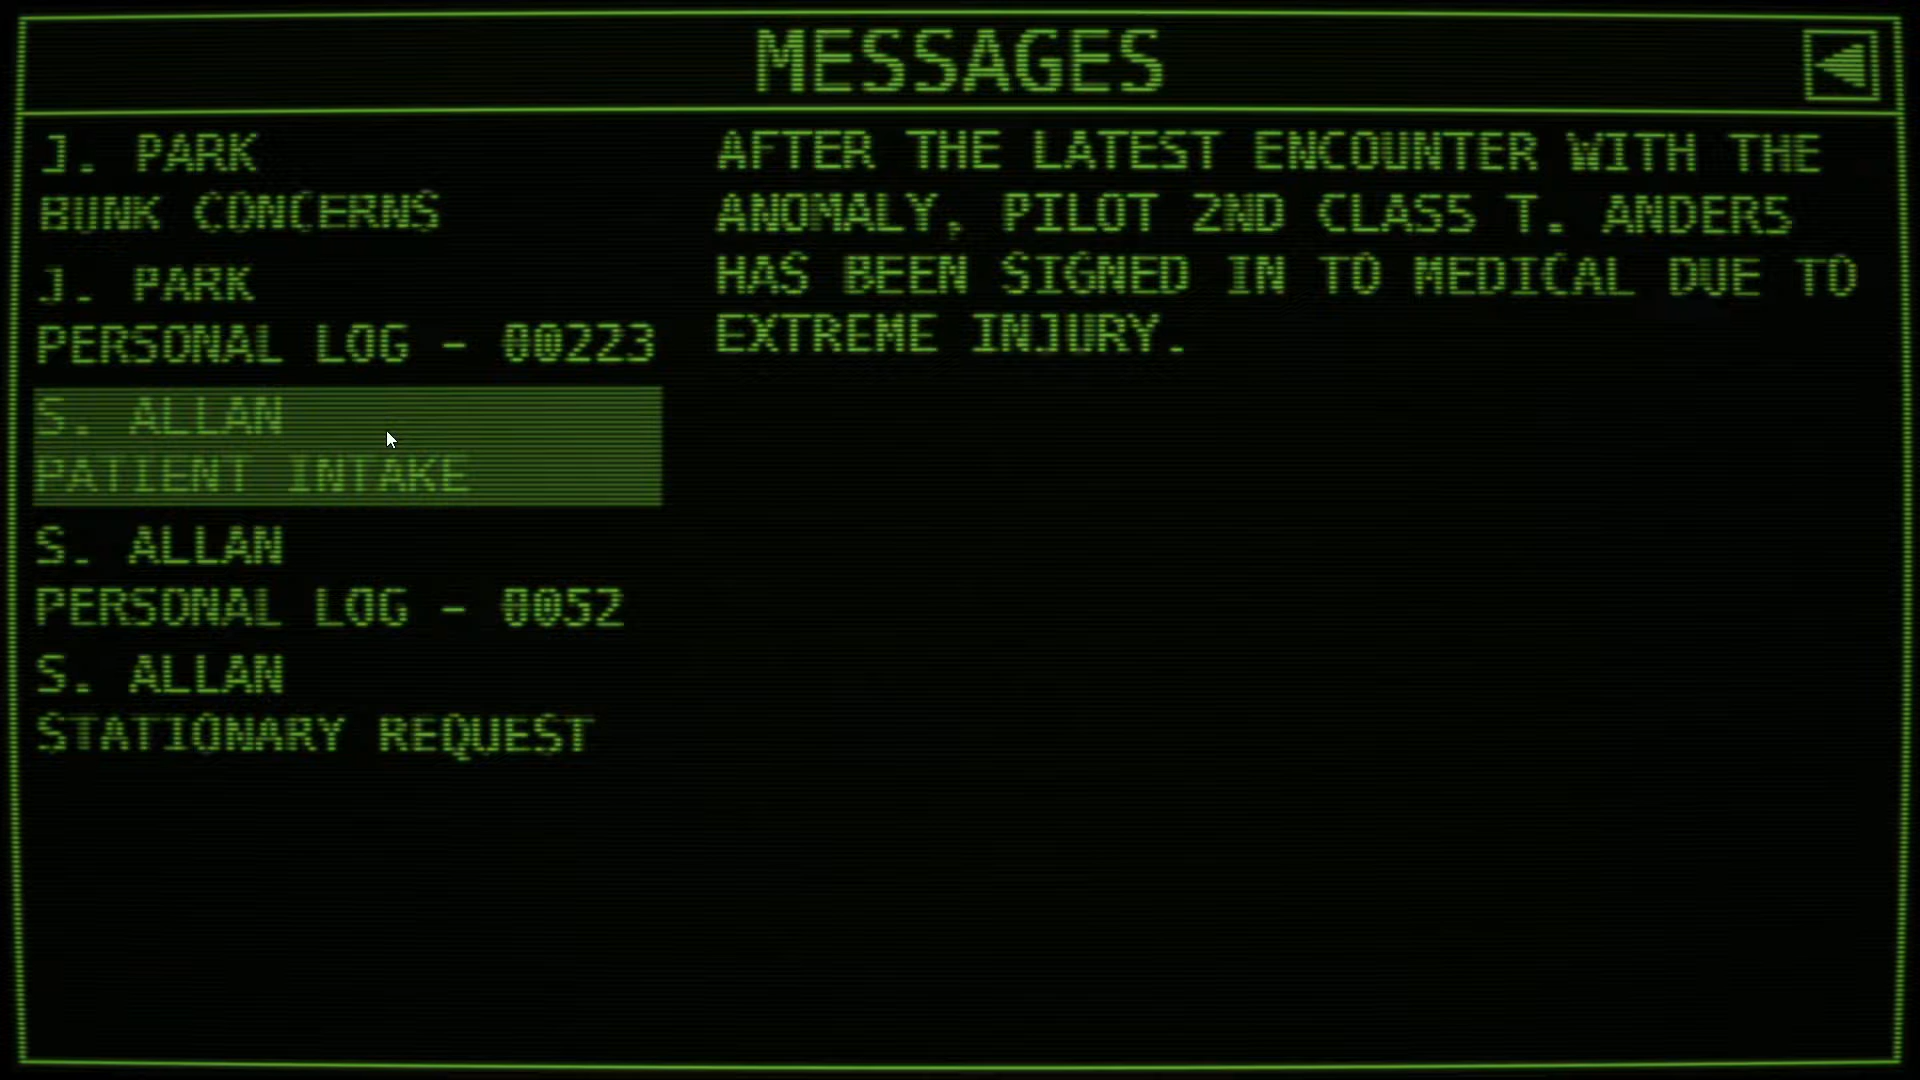 MESSAGES
J. PARK
BUNK CONCERNS
J. PARK
PERSONAL LOG - 00223
S. ALLAN
PATIENT INTAKE
S. ALLAN
PERSONAL LOG - 0052
S. ALLAN
STATIONARY REQUEST
AFTER THE LATEST ENCOUNTER WITH THE
ANOMALY, PILOT 2ND CLASS T. ANDERS
HAS BEEN SIGNED IN TO MEDICAL DUE TO
EXTREME INJURY.